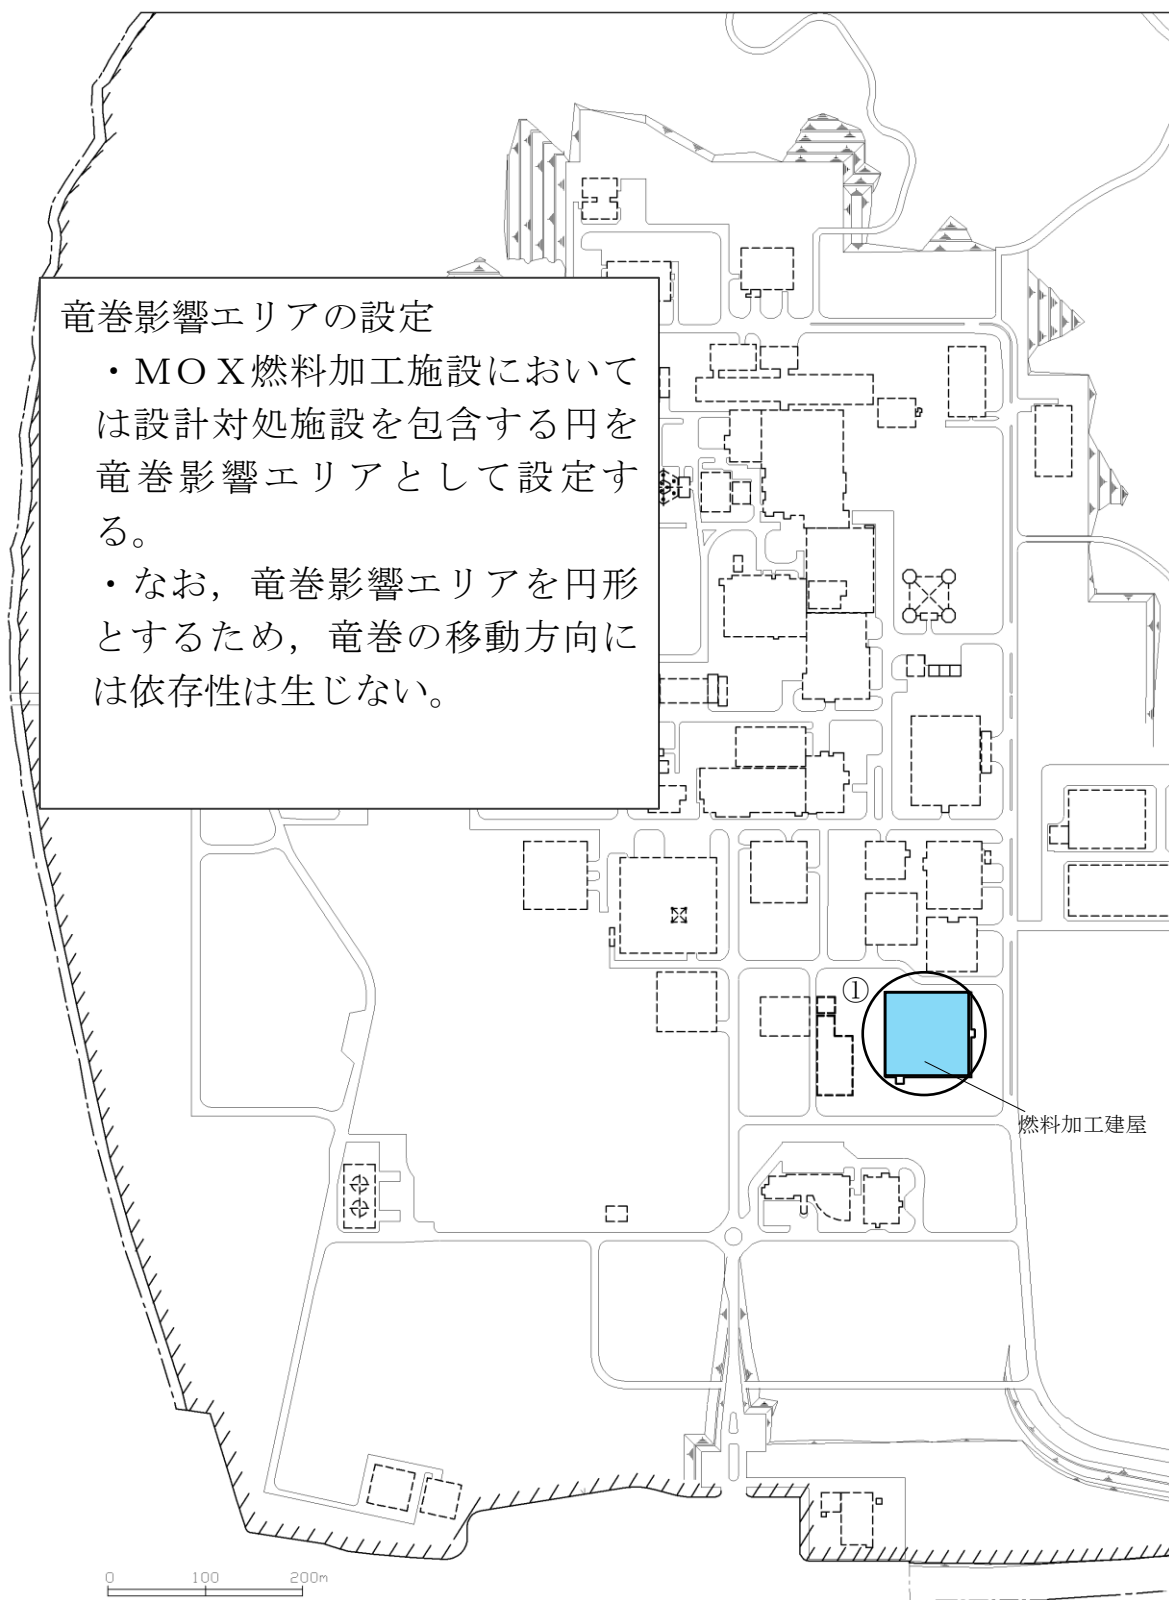 竜巻影響エリアの設定
・ＭＯＸ燃料加工施設において
は設計対処施設を包含する円を
竜巻影響エリアとして設定す
る。
・なお，竜巻影響エリアを円形
とするため，竜巻の移動方向に
は依存性は生じない。
①
燃料加工建屋
0 100 200m